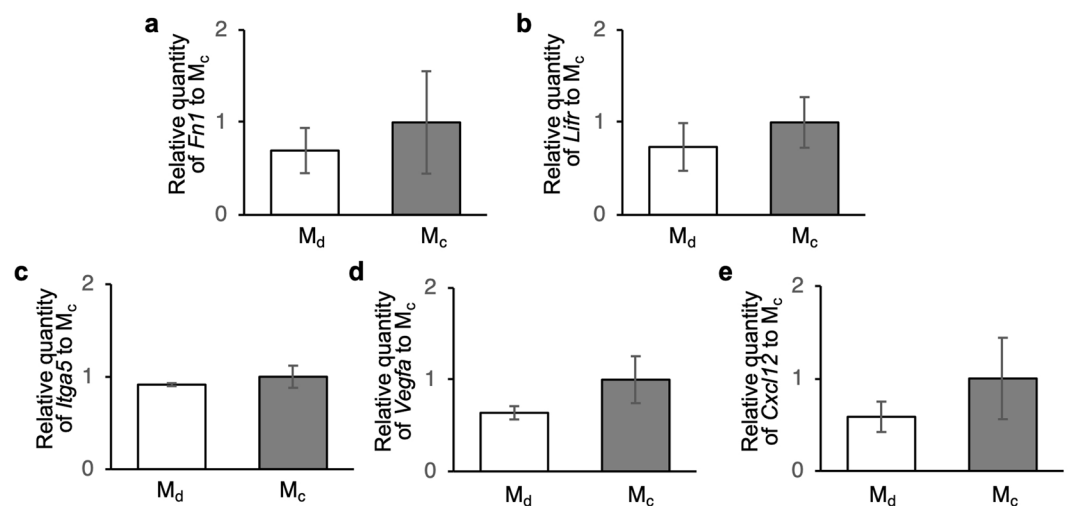 a
Relative quantity
of Fn1 to Mc
2
1
0
Md
Mc
b
Relative quantity
of Lifr to Mc
2
1
0
Md
Mc
c
Relative quantity
of Itga5 to Mc
2
1
0
Md
Mc
d
Relative quantity
of Vegfa to Mc
2
1
0
Md
Mc
e
Relative quantity
of Cxcl12 to Mc
2
1
0
Md
Mc